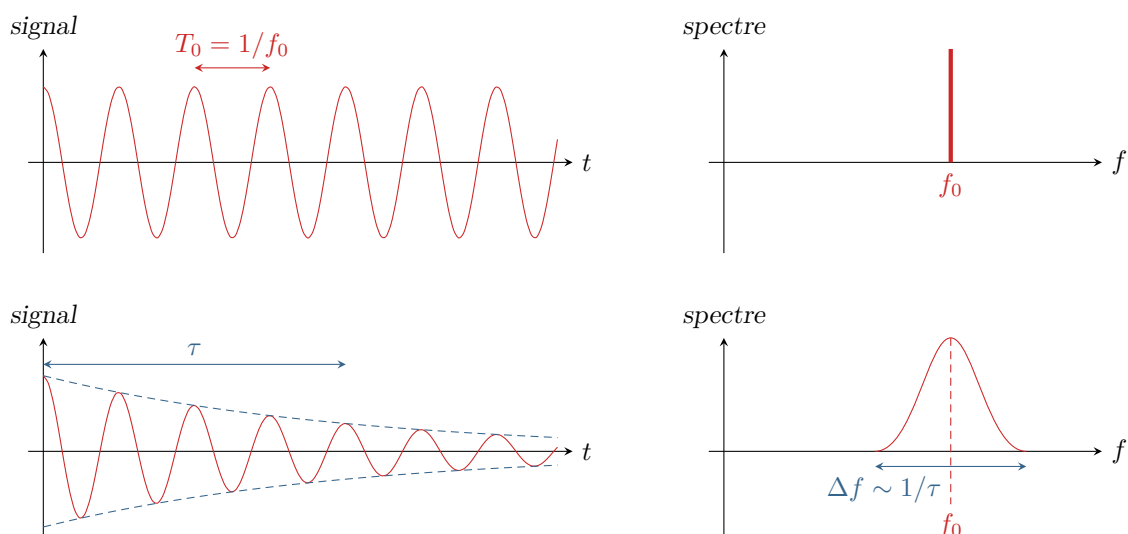 signal
T₀ = 1/f₀
t
spectre
f₀
f
signal
τ
t
spectre
Δf ∼ 1/τ
f₀
f